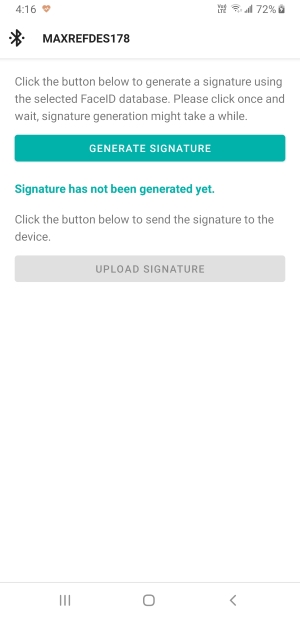 4:16
72%
MAXREFDES178
Click the button below to generate a signature using
the selected FaceID database. Please click once and
wait, signature generation might take a while.
GENERATE SIGNATURE
Signature has not been generated yet.
Click the button below to send the signature to the
device.
UPLOAD SIGNATURE